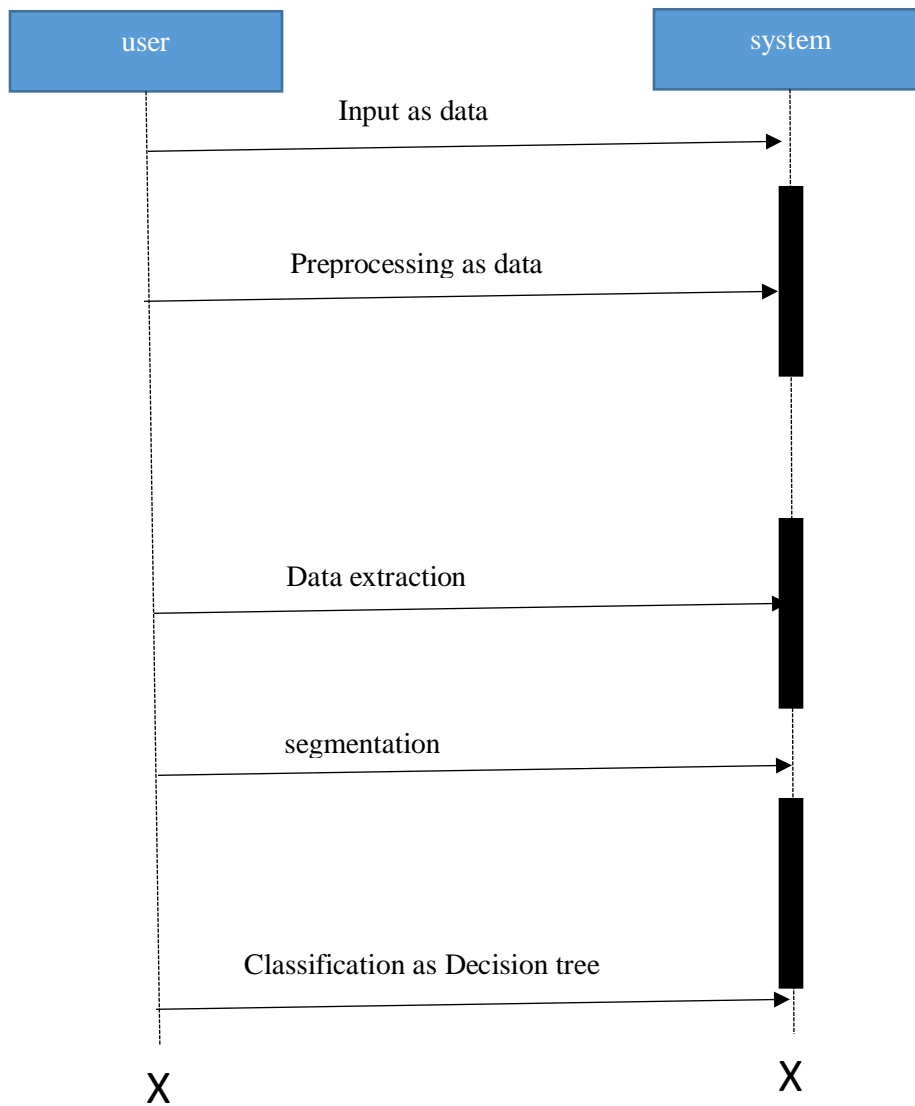 user
system
Input as data
Preprocessing as data
Data extraction
segmentation
Classification as Decision tree
X
X